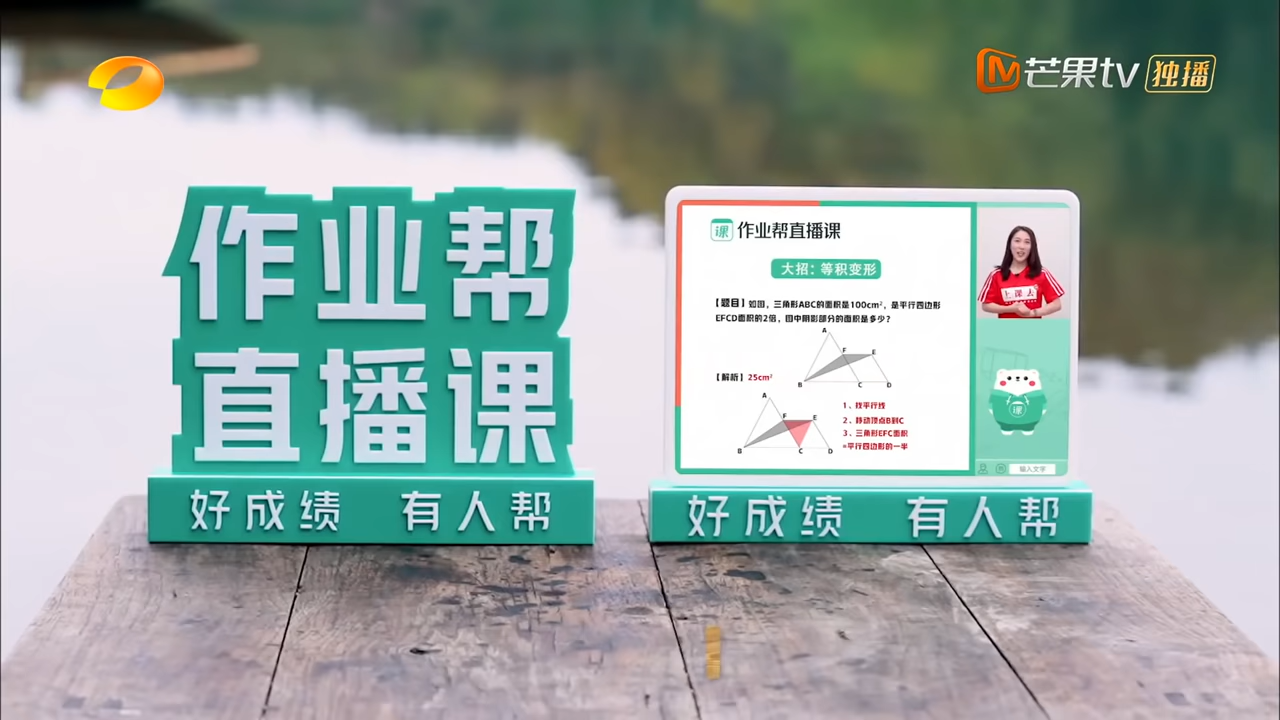 芒果tv 独播
作业帮
直播课
好成绩 有人帮
课 作业帮直播课
大招：等积变形
【题目】如图，三角形ABC的面积是100cm²，是平行四边形
EFCD面积的2倍，图中阴影部分的面积是多少？
A
F E
B C D
【解析】25cm²
A
F E
B C D
1、找平行线
2、移动顶点B到C
3、三角形EFC面积
=平行四边形的一半
上课去
课
输入文字
好成绩 有人帮